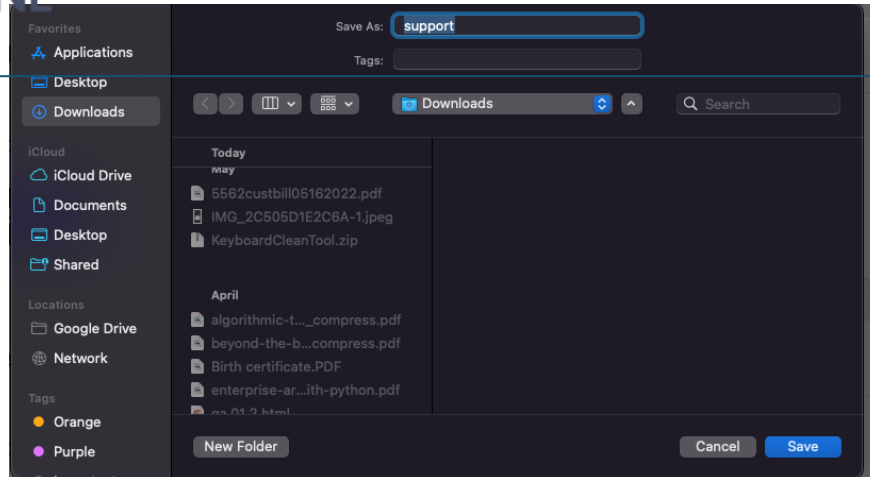 NE
Favorites
Applications
Desktop
Downloads
iCloud
iCloud Drive
Documents
Desktop
Shared
Locations
Google Drive
Network
Tags
Orange
Purple
Save As: support
Tags:
Downloads
Search
Today
May
5562custbill05162022.pdf
IMG_2C505D1E2C6A-1.jpeg
KeyboardCleanTool.zip
April
algorithmic-t..._compress.pdf
beyond-the-b...compress.pdf
Birth certificate.PDF
enterprise-ar...ith-python.pdf
New Folder
Cancel
Save